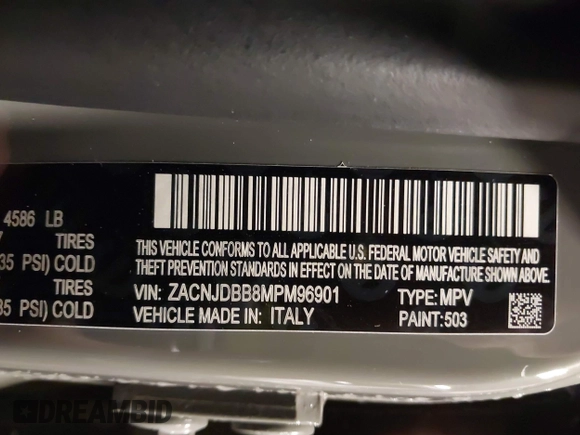 4586 LB
TIRES
35 PSI) COLD
TIRES
35 PSI) COLD
THIS VEHICLE CONFORMS TO ALL APPLICABLE U.S. FEDERAL MOTOR VEHICLE SAFETY AND
THEFT PREVENTION STANDARDS IN EFFECT ON THE DATE OF MANUFACTURE SHOWN ABOVE.
VIN: ZACNJDBB8MPM96901 TYPE: MPV
VEHICLE MADE IN: ITALY PAINT: 503
DREAMBID